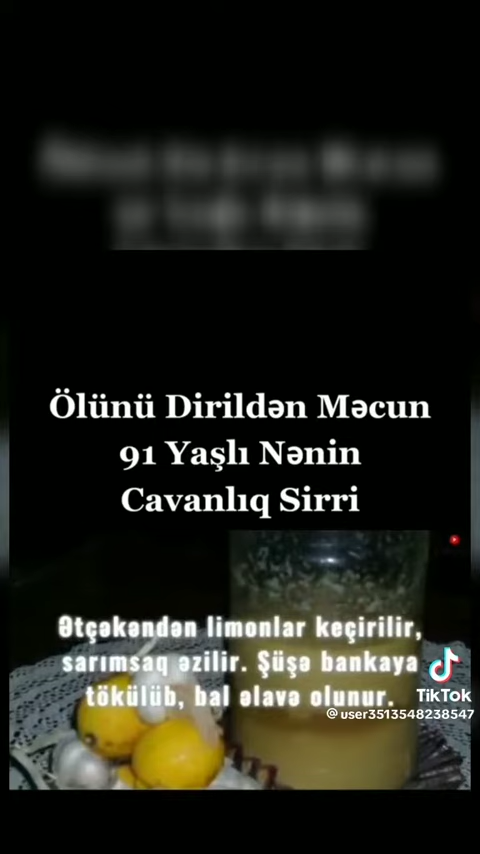 Ölünü Dirildən Məcun
91 Yaşlı Nənin
Cavanlıq Sirri
Ətçəkəndən limonlar keçirilir,
sarımsaq əzilir. Şüşə bankaya
tökülüb, bal əlavə olunur.
TikTok
@user3513548238547